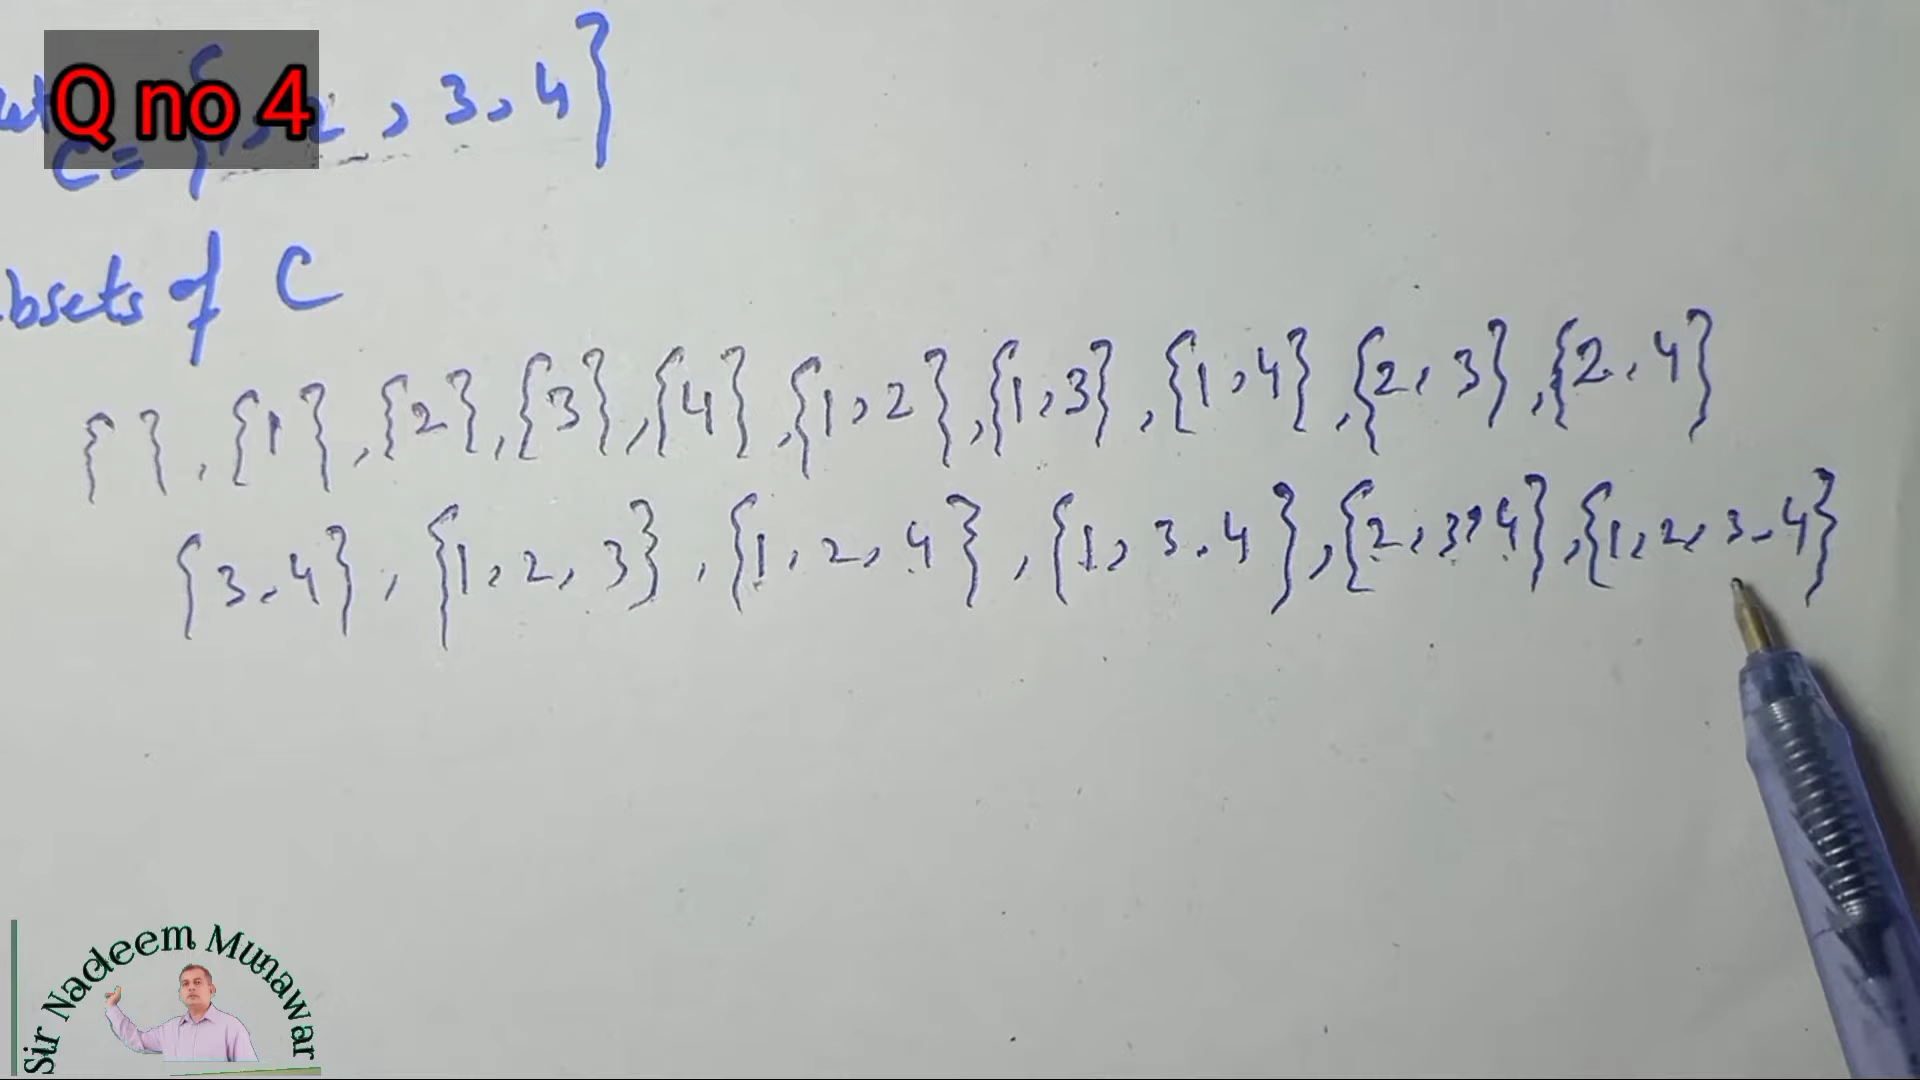 Q no 4
C = { 1, 2, 3, 4 }
bsets of C
{ }, {1}, {2}, {3}, {4}, {1, 2}, {1, 3}, {1, 4}, {2, 3}, {2, 4}
{3, 4}, {1, 2, 3}, {1, 2, 4}, {1, 3, 4}, {2, 3, 4}, {1, 2, 3, 4}
Sir Nadeem Munawar